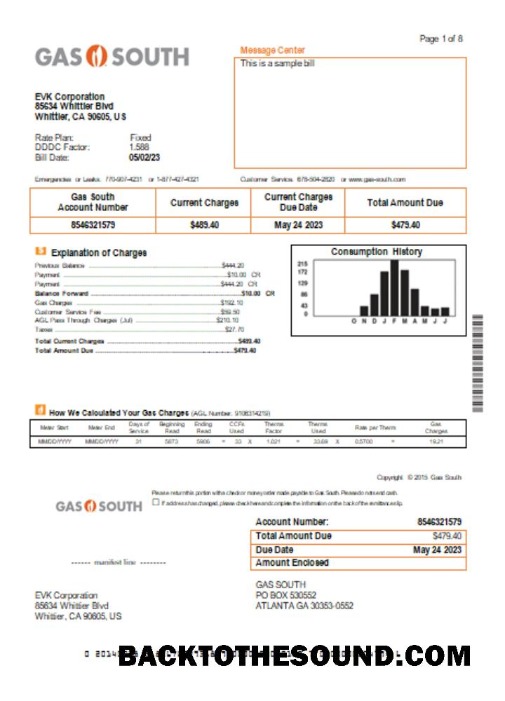 Page 1 of 8
GAS SOUTH
Message Center
This is a sample bill
EVK Corporation
85634 Whittier Blvd
Whittier, CA 90605, US
Rate Plan: Fixed
DDDC Factor: 1.588
Bill Date: 05/02/23
Emergencies or Leaks, 770-907-4231 or 1-877-427-4321
Customer Service 678-504-2820 or www.gas-south.com
Gas South Account Number Current Charges Current Charges Due Date Total Amount Due
8546321579 $489.40 May 24 2023 $479.40
Explanation of Charges
Previous Balance $444.20
Payment $10.00 CR
Payment $444.20 CR
Balance Forward $10.00 CR
Gas Charges $192.10
Customer Service Fee
AGL Pass Through Charges (Jul) $210.10
Taxes $27.70
Total Current Charges $489.40
Total Amount Due $479.40
Consumption History
215
172
129
86
43
0
O N D J F M A M J J
How We Calculated Your Gas Charges (AGL Number: 9108314219)
Meter Start Meter End Days of Service Beginning Read Ending Read CCFs Used Therms Factor Therms Used Rate per Therm Gas Charges
MMDD/YYYY MMDD/YYYY 31 5873 5906 = 33 X 1.021 = 33.69 X 0.5700 = 19.21
Copyright © 2015 Gas South
Please return this portion with a check or money order made payable to Gas South. Please do not send cash.
If address has changed, please check here and complete the information on the back of the remittance slip.
GAS SOUTH
Account Number: 8546321579
Total Amount Due $479.40
Due Date May 24 2023
Amount Enclosed
------ manifest line --------
GAS SOUTH
PO BOX 530552
ATLANTA GA 30353-0552
EVK Corporation
85634 Whittier Blvd
Whittier, CA 90605, US
BACKTOTHESOUND.COM